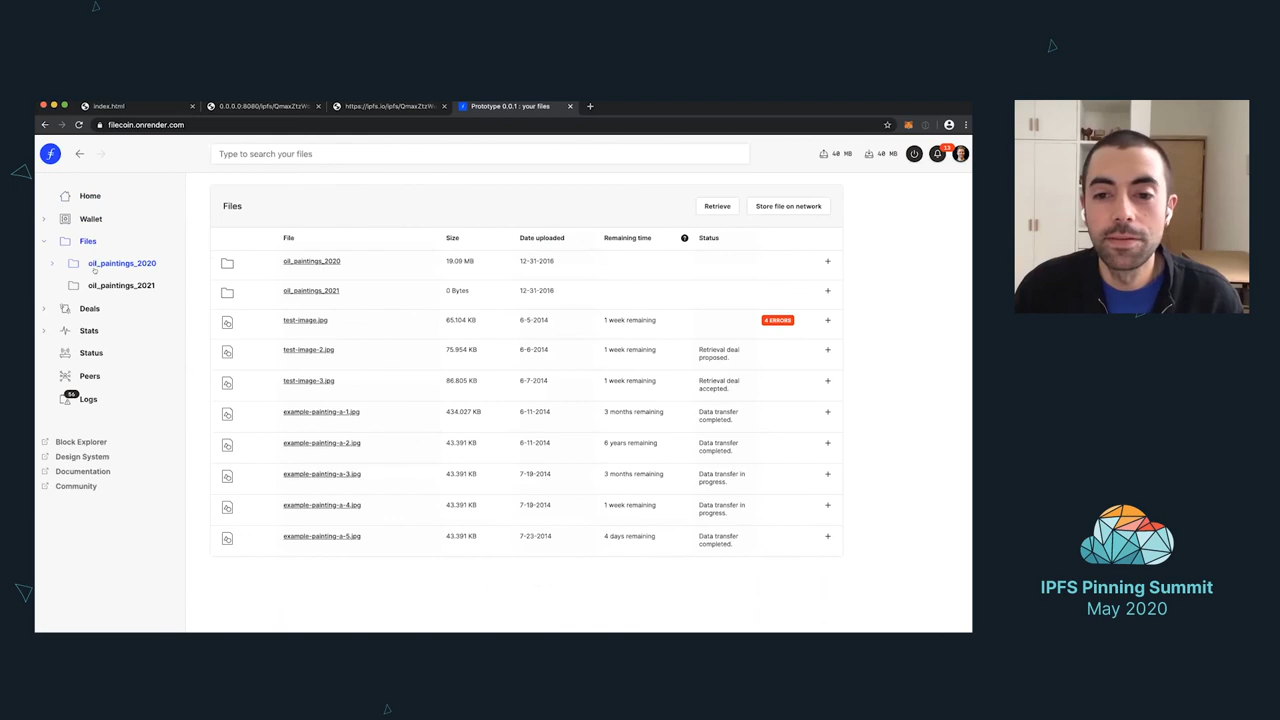 index.html
0.0.0.0:8080/ipfs/QmaxZtzW
https://ipfs.io/ipfs/QmaxZtzW
Prototype 0.0.1 : your files
filecoin.onrender.com
Type to search your files
40 MB
40 MB
13
Home
Wallet
Files
oil_paintings_2020
oil_paintings_2021
Deals
Stats
Status
Peers
56
Logs
Block Explorer
Design System
Documentation
Community
Files
Retrieve
Store file on network
File Size Date uploaded Remaining time ? Status
oil_paintings_2020 19.09 MB 12-31-2016 +
oil_paintings_2021 0 Bytes 12-31-2016 +
test-image.jpg 65.104 KB 6-5-2014 1 week remaining 4 ERRORS +
test-image-2.jpg 75.954 KB 6-6-2014 1 week remaining Retrieval deal +
proposed.
test-image-3.jpg 86.805 KB 6-7-2014 1 week remaining Retrieval deal +
accepted.
example-painting-a-1.jpg 434.027 KB 6-11-2014 3 months remaining Data transfer +
completed.
example-painting-a-2.jpg 43.391 KB 6-11-2014 6 years remaining Data transfer +
completed.
example-painting-a-3.jpg 43.391 KB 7-19-2014 3 months remaining Data transfer in +
progress.
example-painting-a-4.jpg 43.391 KB 7-19-2014 1 week remaining Data transfer in +
progress.
example-painting-a-5.jpg 43.391 KB 7-23-2014 4 days remaining Data transfer +
completed.
IPFS Pinning Summit
May 2020